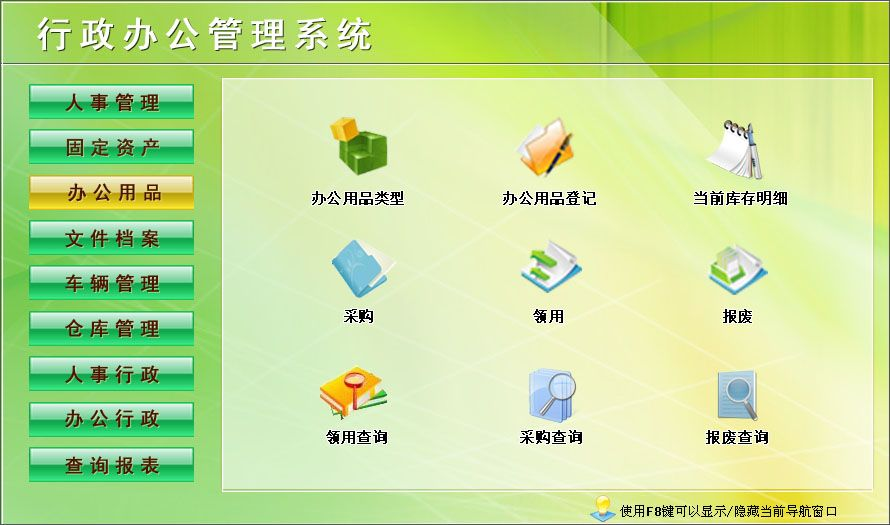 行政办公管理系统
人事管理
固定资产
办公用品
文件档案
车辆管理
仓库管理
人事行政
办公行政
查询报表
办公用品类型
办公用品登记
当前库存明细
采购
领用
报废
领用查询
采购查询
报废查询
使用F8键可以显示/隐藏当前导航窗口